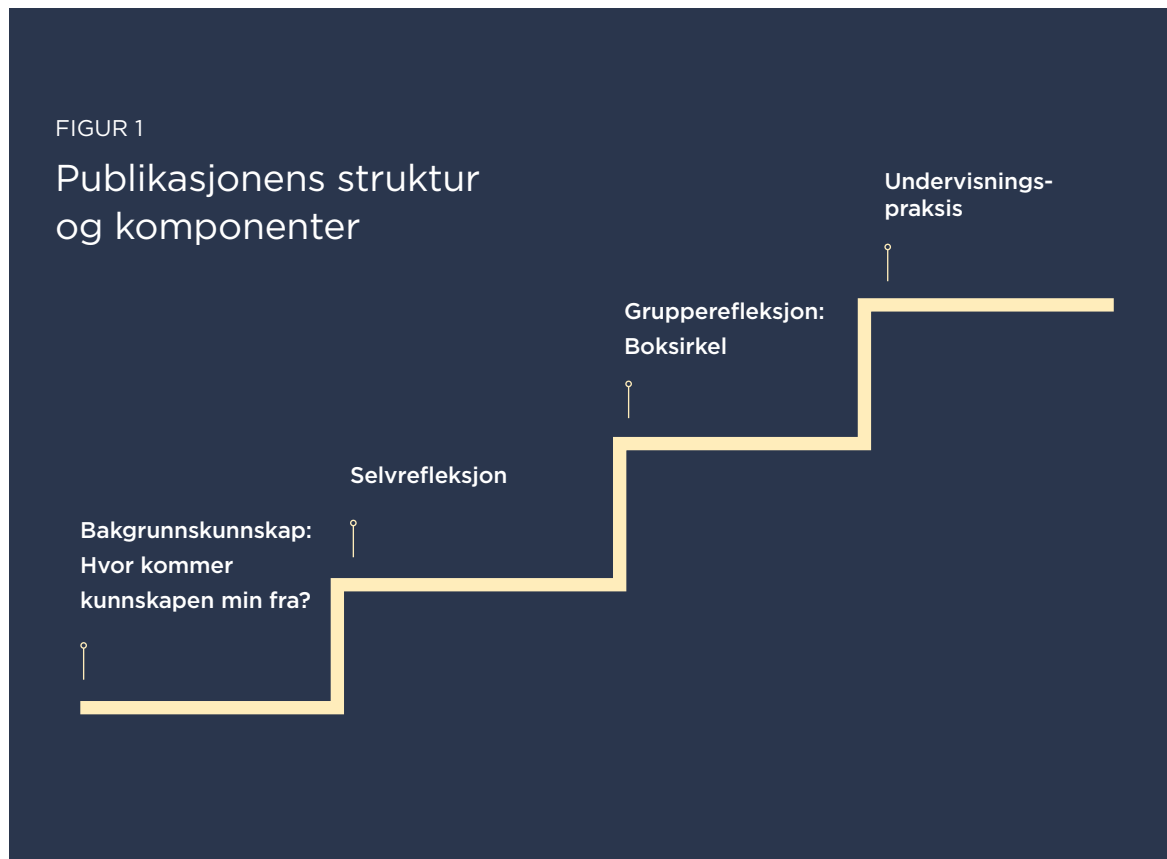 FIGUR 1
Publikasjonens struktur
og komponenter
Bakgrunnskunnskap:
Hvor kommer
kunnskapen min fra?
Selvrefleksjon
Grupperefleksjon:
Boksirkel
Undervisnings-
praksis